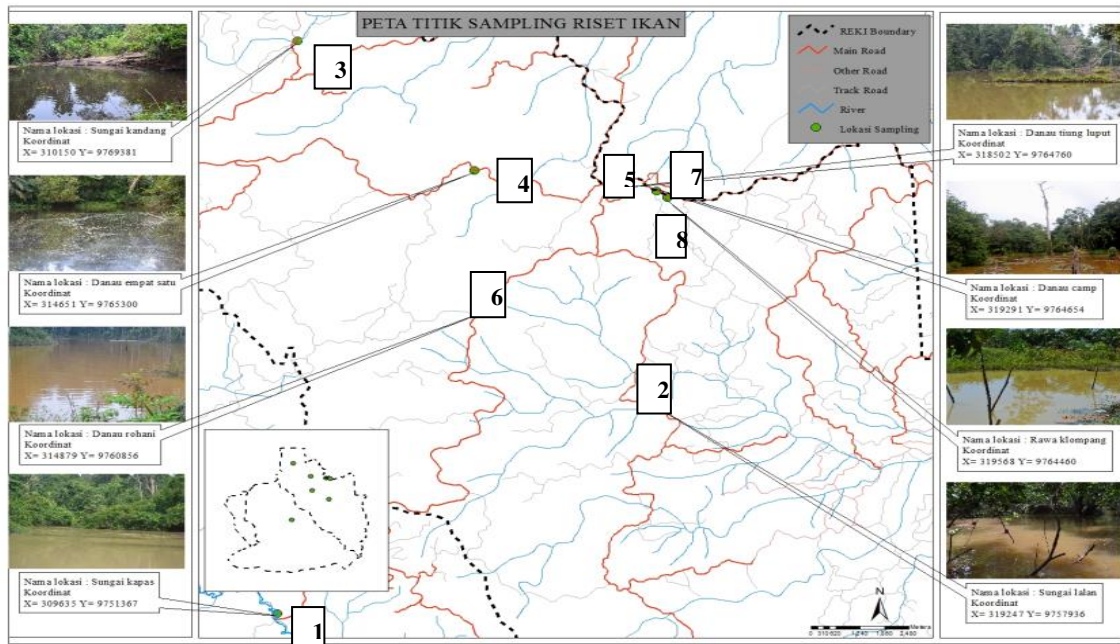 PETA TITIK SAMPLING RISET IKAN
REKI Boundary
Main Road
Other Road
Track Road
River
Lokasi Sampling
Nama lokasi : Sungai kandang
Koordinat
X= 310150 Y= 9769381
Nama lokasi : Danau empat satu
Koordinat
X= 314651 Y= 9765300
Nama lokasi : Danau rohani
Koordinat
X= 314879 Y= 9760856
Nama lokasi : Sungai kapas
Koordinat
X= 309635 Y= 9751367
3
4
5
7
8
6
2
1
Nama lokasi : Danau tiung luput
Koordinat
X= 318502 Y= 9764760
Nama lokasi : Danau camp
Koordinat
X= 319291 Y= 9764654
Nama lokasi : Rawa klompang
Koordinat
X= 319568 Y= 9764460
Nama lokasi : Sungai lalan
Koordinat
X= 319247 Y= 9757936
N
Meters